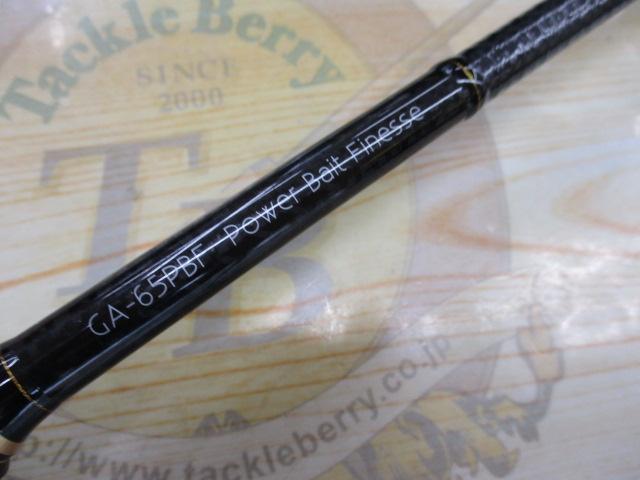 Tackle Berry
SINCE
2000
TB
GA-65PBF Power Bait Finesse
http://www.tackleberry.co.jp